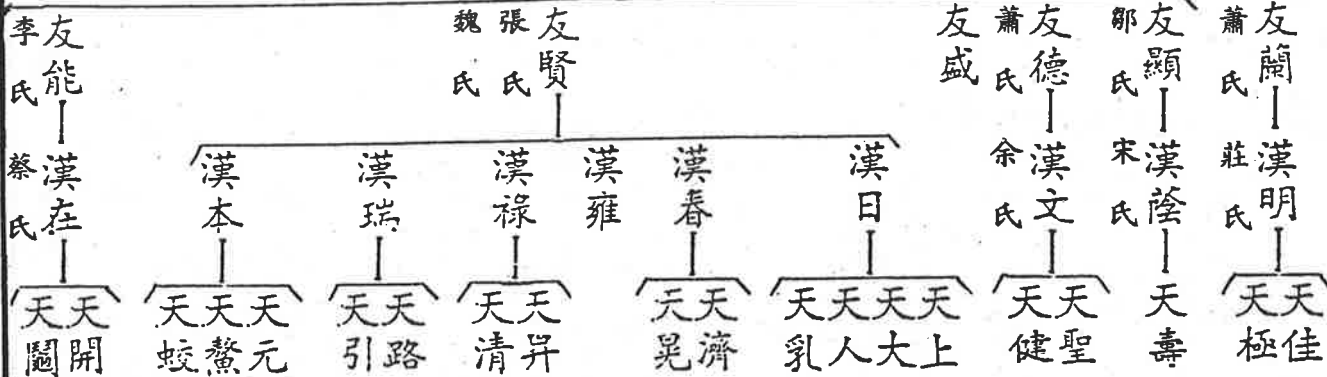 友蘭
蕭氏
友顯
鄒氏
友德
蕭氏
友盛
友賢
張氏
魏氏
友能
李氏
漢明
莊氏
漢蔭
宋氏
漢文
余氏
漢日
漢春
漢雍
漢祿
漢瑞
漢本
漢在
蔡氏
天佳
天極
天壽
天聖
天健
天上
天大
天人
天乳
天濟
天晃
天昇
天清
天路
天引
天元
天鰲
天蛟
天開
天闢